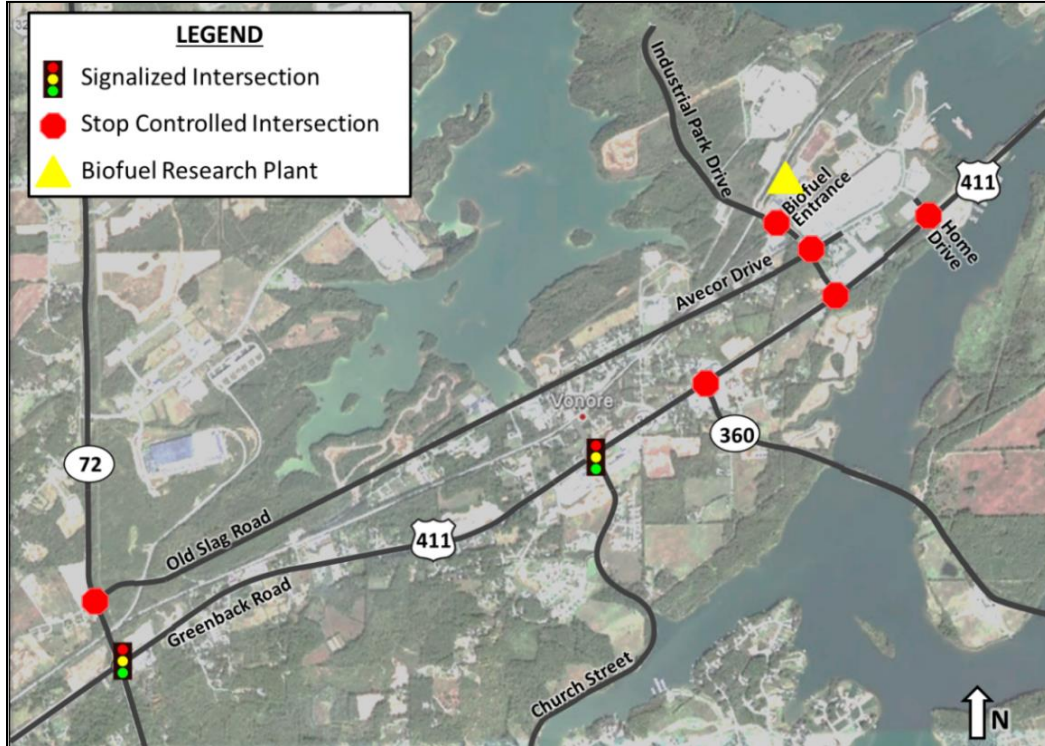 LEGEND
Signalized Intersection
Stop Controlled Intersection
Biofuel Research Plant
Industrial Park Drive
Biofuel
Entrance
411
Home
Drive
Avecor Drive
Vonore
360
72
Old Slag Road
411
Greenback Road
Church Street
N